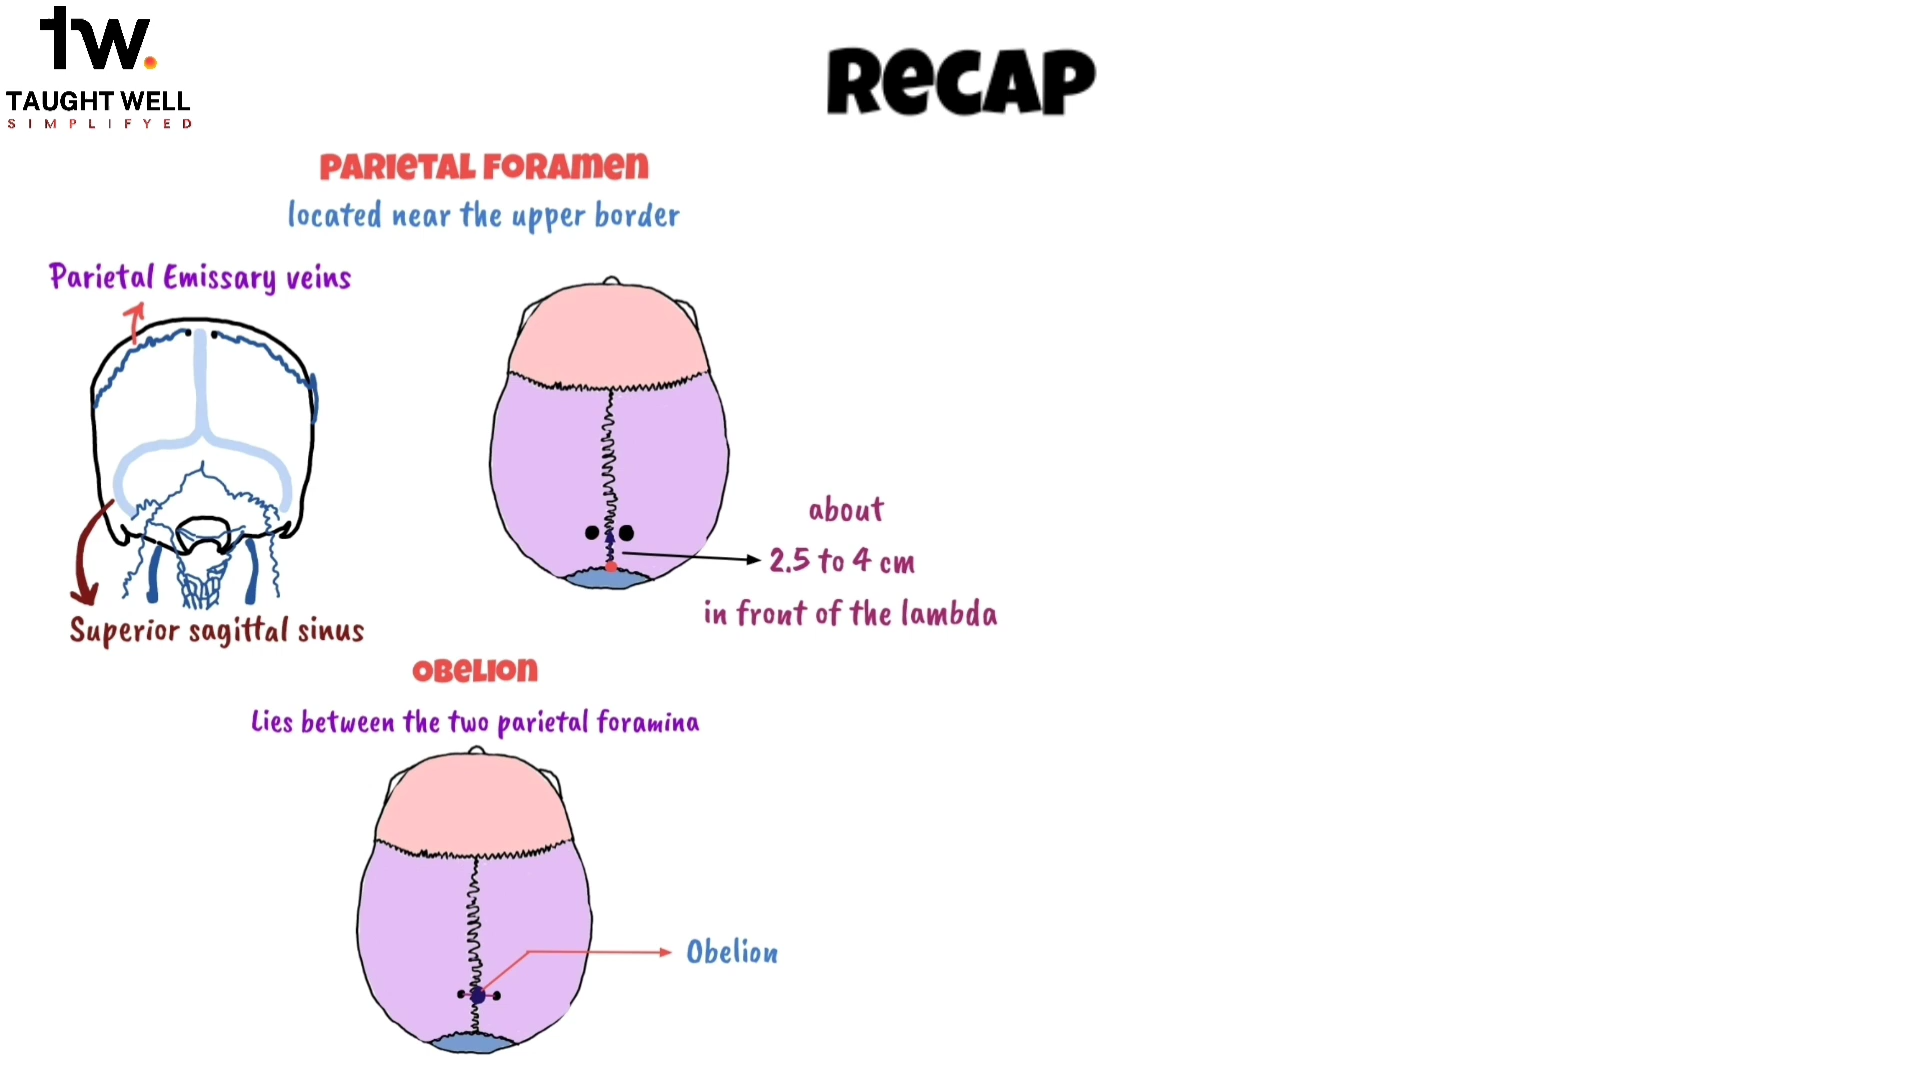 tw.
TAUGHT WELL
SIMPLIFYED
RECAP
PARIETAL FORAMEN
located near the upper border
Parietal Emissary veins
about
2.5 to 4 cm
in front of the lambda
Superior sagittal sinus
OBELION
Lies between the two parietal foramina
Obelion